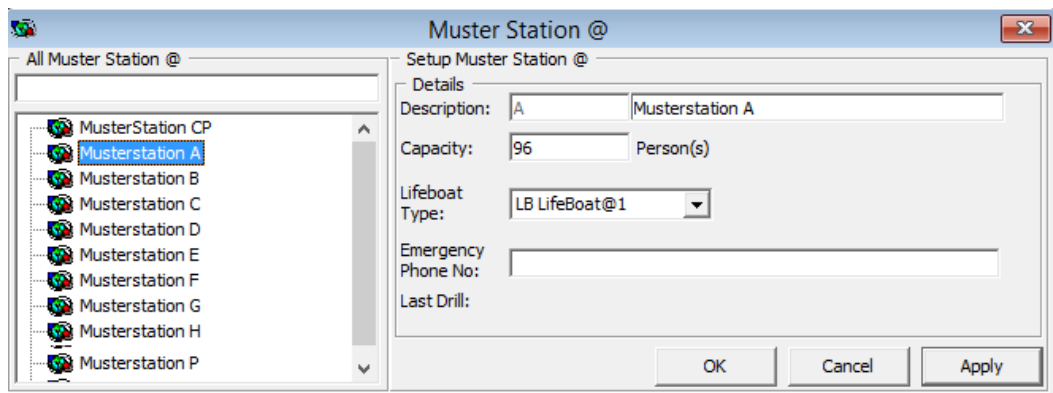 Muster Station @
All Muster Station @
MusterStation CP
Musterstation A
Musterstation B
Musterstation C
Musterstation D
Musterstation E
Musterstation F
Musterstation G
Musterstation H
Musterstation P
Setup Muster Station @
Details
Description: A Musterstation A
Capacity: 96 Person(s)
Lifeboat
Type: LB LifeBoat@1
Emergency
Phone No:
Last Drill:
OK Cancel Apply